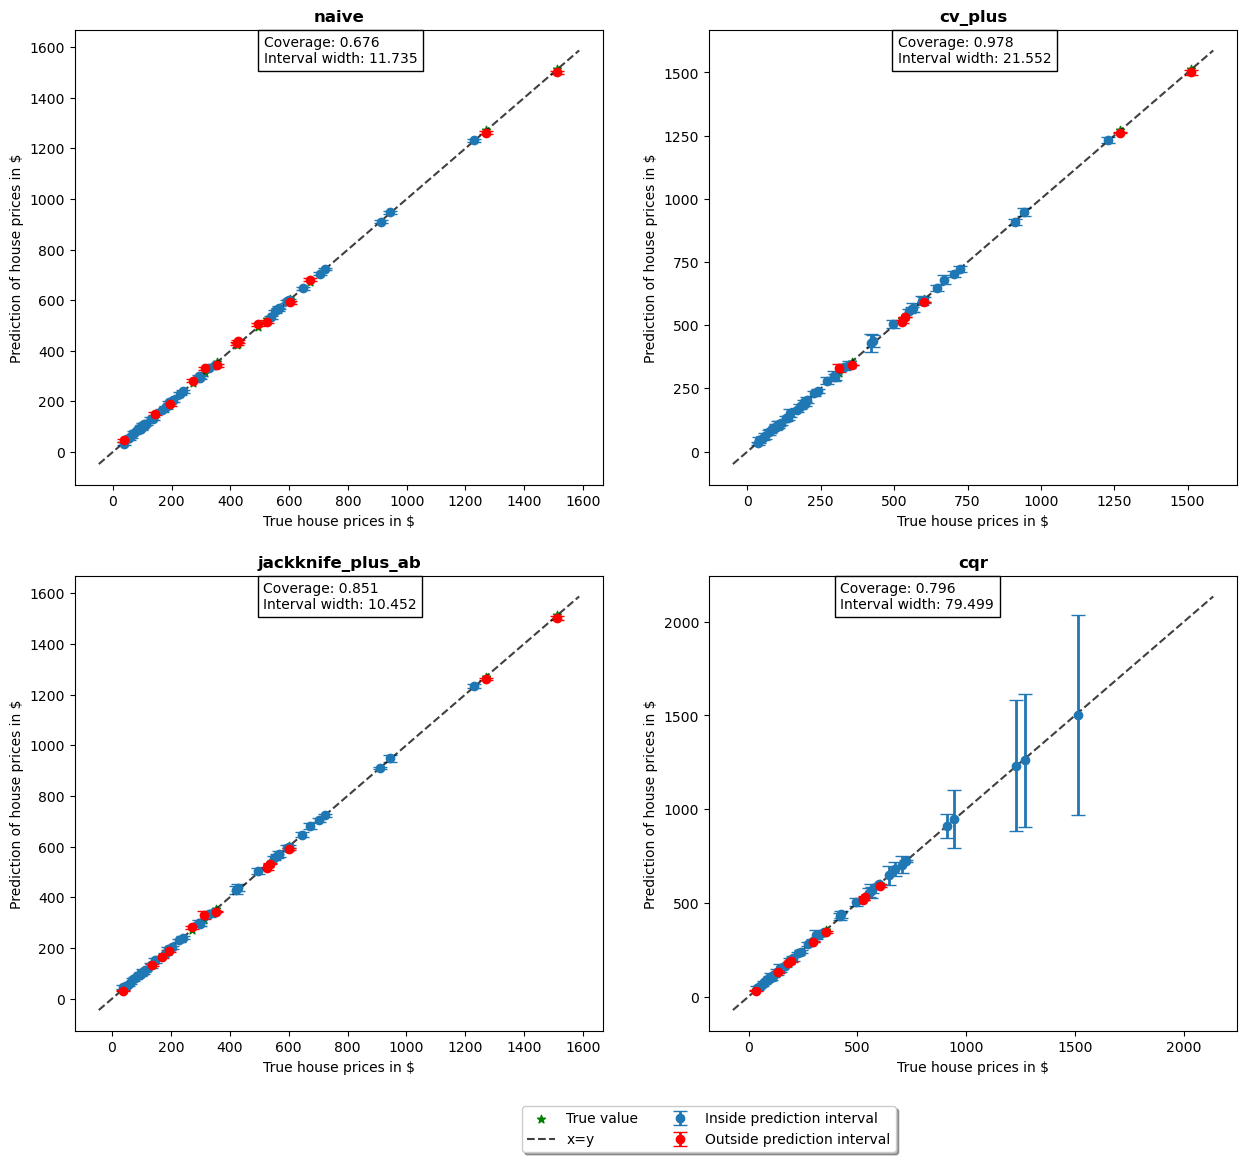 naive
Coverage: 0.676
Interval width: 11.735
1600
1400
1200
1000
800
600
400
200
0
Prediction of house prices in $
0 200 400 600 800 1000 1200 1400 1600
True house prices in $
cv_plus
Coverage: 0.978
Interval width: 21.552
1500
1250
1000
750
500
250
0
Prediction of house prices in $
0 250 500 750 1000 1250 1500
True house prices in $
jackknife_plus_ab
Coverage: 0.851
Interval width: 10.452
1600
1400
1200
1000
800
600
400
200
0
Prediction of house prices in $
0 200 400 600 800 1000 1200 1400 1600
True house prices in $
cqr
Coverage: 0.796
Interval width: 79.499
2000
1500
1000
500
0
Prediction of house prices in $
0 500 1000 1500 2000
True house prices in $
True value
x=y
Inside prediction interval
Outside prediction interval